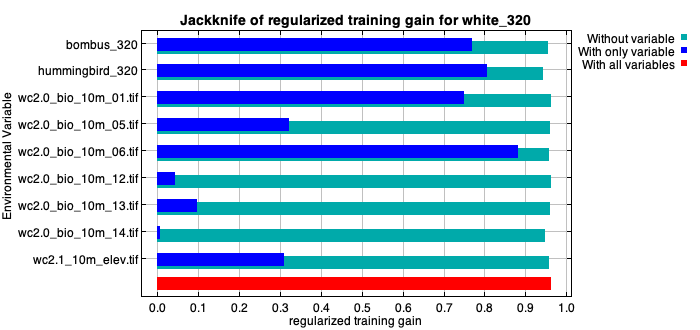 Jackknife of regularized training gain for white_320
Without variable
With only variable
With all variables
Environmental Variable
bombus_320
hummingbird_320
wc2.0_bio_10m_01.tif
wc2.0_bio_10m_05.tif
wc2.0_bio_10m_06.tif
wc2.0_bio_10m_12.tif
wc2.0_bio_10m_13.tif
wc2.0_bio_10m_14.tif
wc2.1_10m_elev.tif
0.0 0.1 0.2 0.3 0.4 0.5 0.6 0.7 0.8 0.9 1.0
regularized training gain